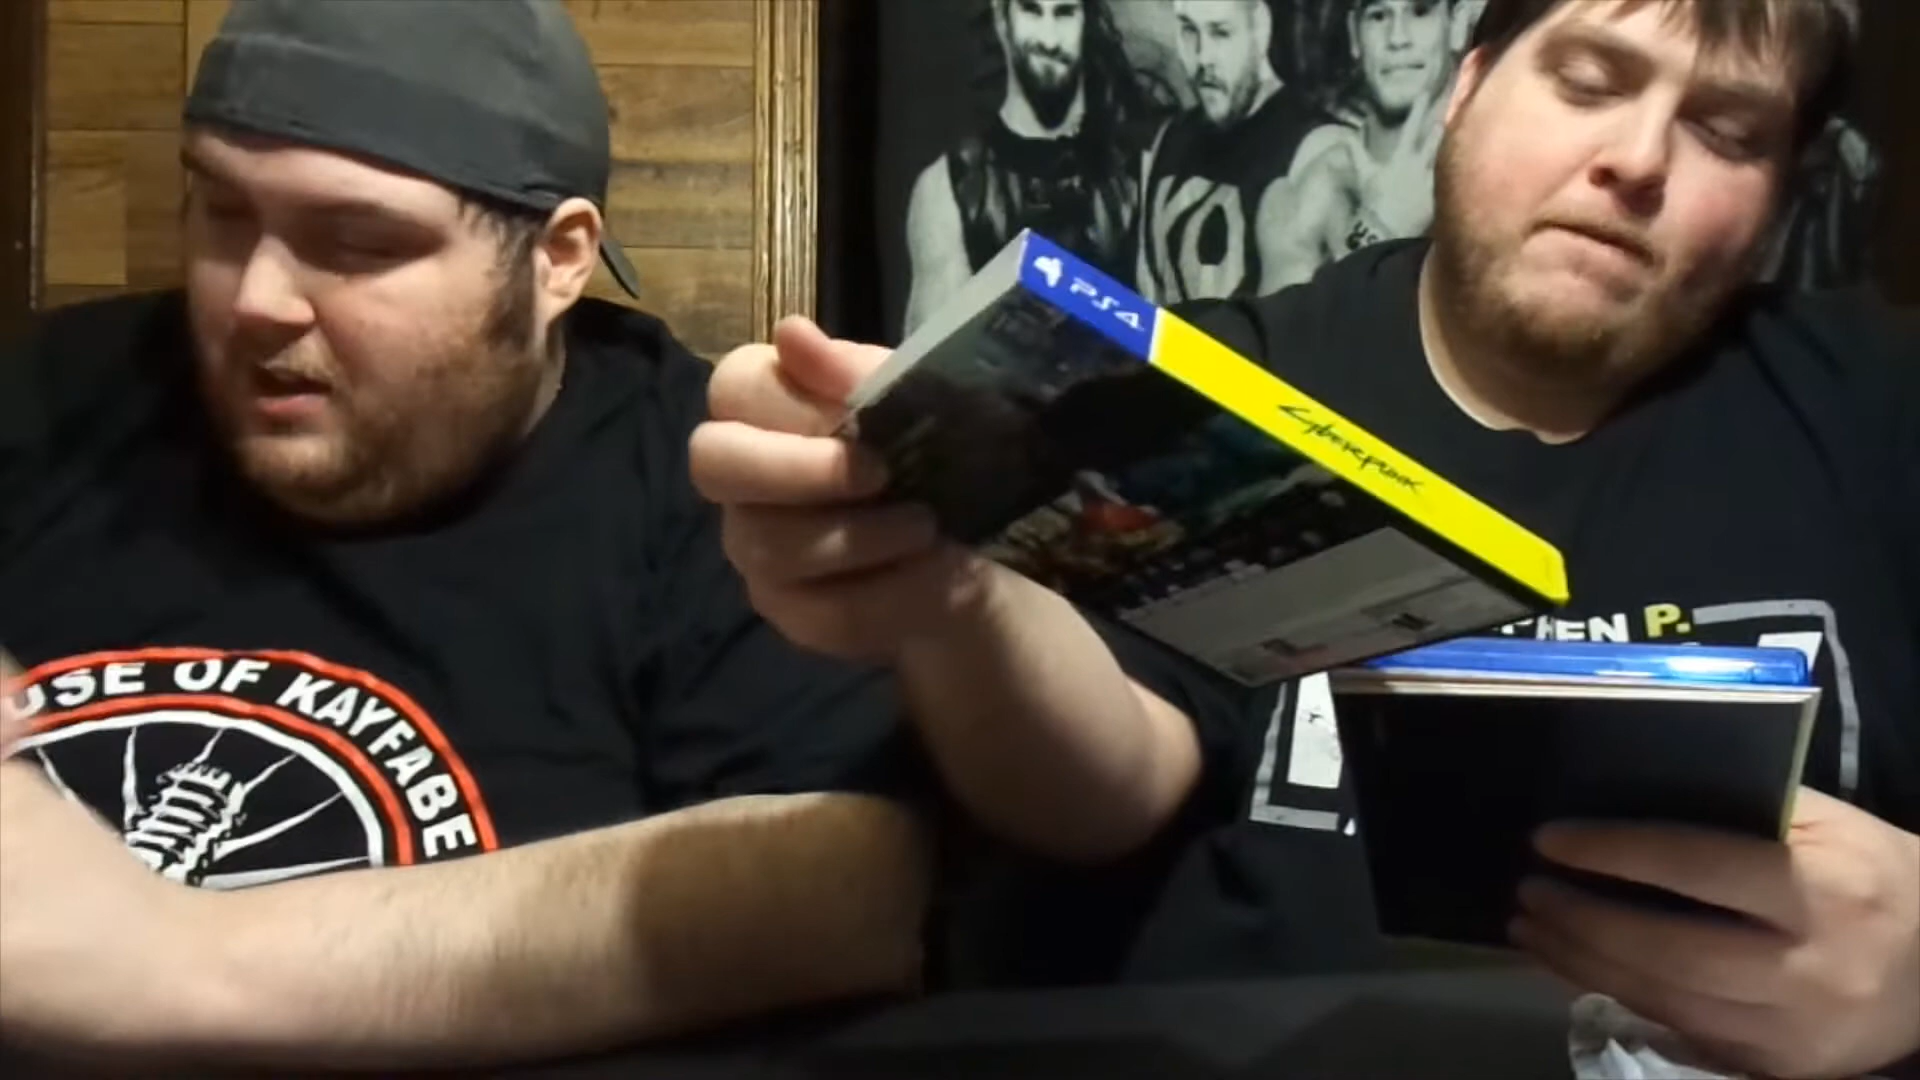 KO
PS4
Cyberpunk
PHEN P.
USE OF KAYFABE